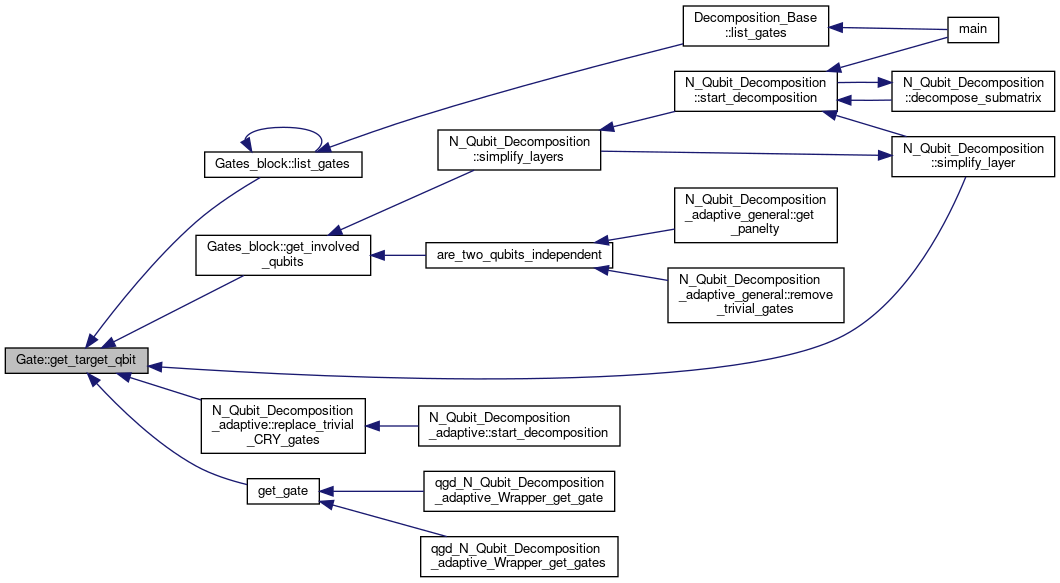 Decomposition_Base
::list_gates
main
N_Qubit_Decomposition
::start_decomposition
N_Qubit_Decomposition
::decompose_submatrix
Gates_block::list_gates
N_Qubit_Decomposition
::simplify_layers
N_Qubit_Decomposition
::simplify_layer
N_Qubit_Decomposition
_adaptive_general::get
_panelty
Gates_block::get_involved
_qubits
are_two_qubits_independent
N_Qubit_Decomposition
_adaptive_general::remove
_trivial_gates
Gate::get_target_qbit
N_Qubit_Decomposition
_adaptive::replace_trivial
_CRY_gates
N_Qubit_Decomposition
_adaptive::start_decomposition
get_gate
qgd_N_Qubit_Decomposition
_adaptive_Wrapper_get_gate
qgd_N_Qubit_Decomposition
_adaptive_Wrapper_get_gates